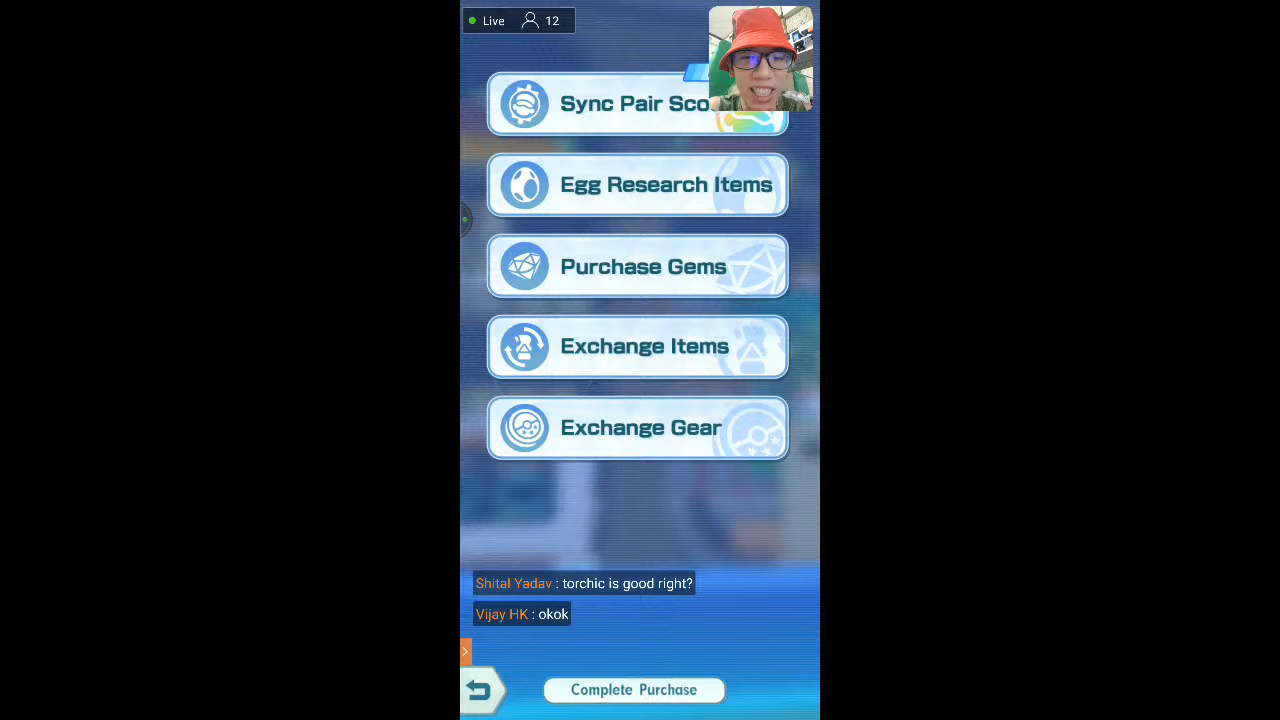 Live 12
Sync Pair Sco
Egg Research Items
Purchase Gems
Exchange Items
Exchange Gear
Shital Yadav : torchic is good right?
Vijay HK : okok
Complete Purchase